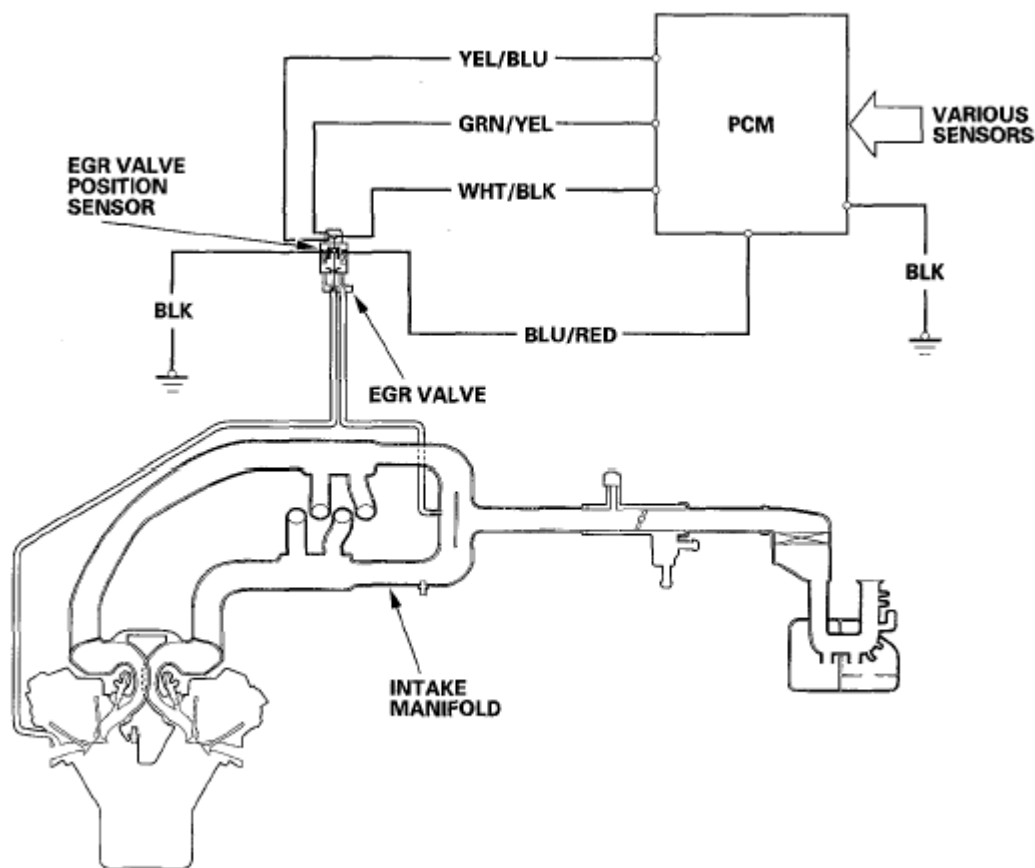 YEL/BLU
GRN/YEL
PCM
VARIOUS
SENSORS
EGR VALVE
POSITION
SENSOR
WHT/BLK
BLK
BLK
BLU/RED
EGR VALVE
INTAKE
MANIFOLD